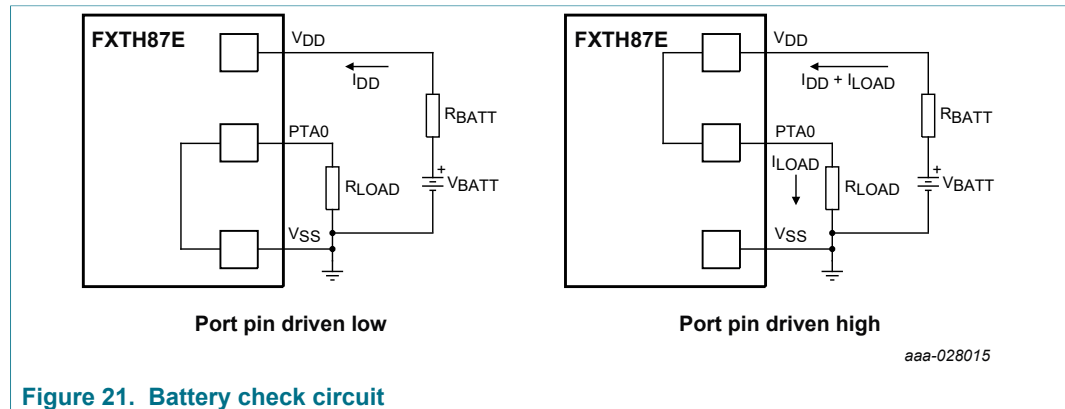 FXTH87E
VDD
IDD
RBATT
PTA0
RLOAD
VBATT
VSS
Port pin driven low
FXTH87E
VDD
IDD + ILOAD
RBATT
PTA0
ILOAD
RLOAD
VBATT
VSS
Port pin driven high
aaa-028015
Figure 21. Battery check circuit